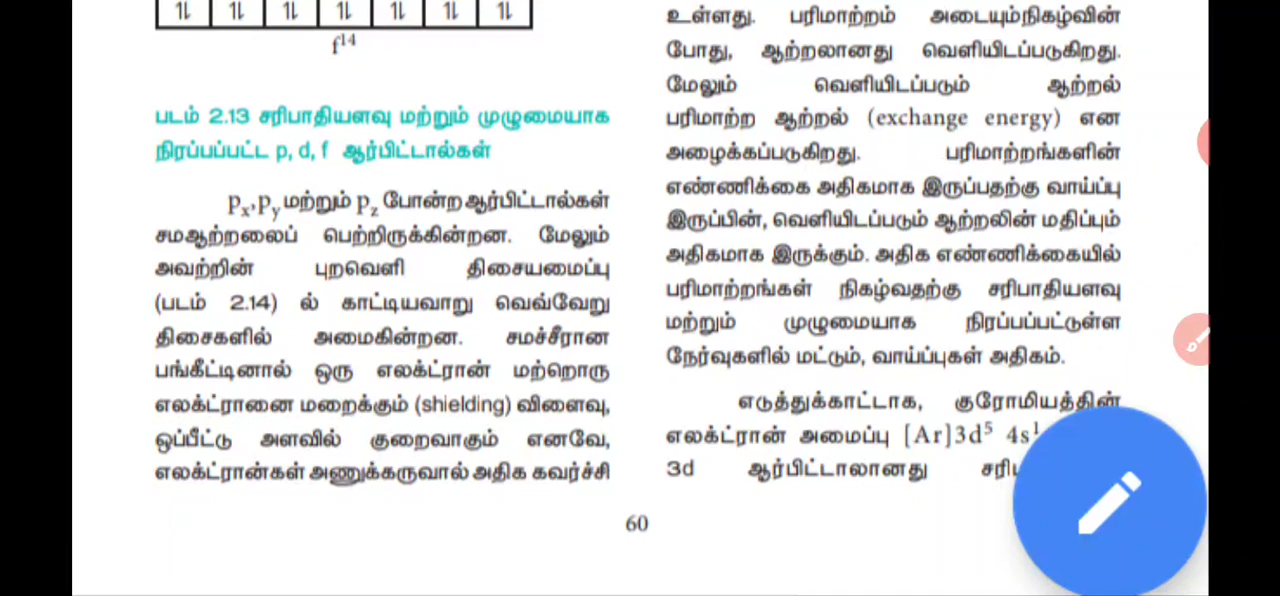 ⇅ ⇅ ⇅ ⇅ ⇅ ⇅ ⇅
f¹⁴
படம் 2.13 சரிபாதியளவு மற்றும் முழுமையாக
நிரப்பப்பட்ட p, d, f ஆர்பிட்டால்கள்
pₓ,pᵧ மற்றும் p_z போன்ற ஆர்பிட்டால்கள்
சமஆற்றலைப் பெற்றிருக்கின்றன. மேலும்
அவற்றின் புறவெளி திசையமைப்பு
(படம் 2.14) ல் காட்டியவாறு வெவ்வேறு
திசைகளில் அமைகின்றன. சமச்சீரான
பங்கீட்டினால் ஒரு எலக்ட்ரான் மற்றொரு
எலக்ட்ரானை மறைக்கும் (shielding) விளைவு,
ஒப்பீட்டு அளவில் குறைவாகும் எனவே,
எலக்ட்ரான்கள் அணுக்கருவால் அதிக கவர்ச்சி
உள்ளது. பரிமாற்றம் அடையும்நிகழ்வின்
போது, ஆற்றலானது வெளியிடப்படுகிறது.
மேலும் வெளியிடப்படும் ஆற்றல்
பரிமாற்ற ஆற்றல் (exchange energy) என
அழைக்கப்படுகிறது. பரிமாற்றங்களின்
எண்ணிக்கை அதிகமாக இருப்பதற்கு வாய்ப்பு
இருப்பின், வெளியிடப்படும் ஆற்றலின் மதிப்பும்
அதிகமாக இருக்கும். அதிக எண்ணிக்கையில்
பரிமாற்றங்கள் நிகழ்வதற்கு சரிபாதியளவு
மற்றும் முழுமையாக நிரப்பப்பட்டுள்ள
நேர்வுகளில் மட்டும், வாய்ப்புகள் அதிகம்.
எடுத்துக்காட்டாக, குரோமியத்தின்
எலக்ட்ரான் அமைப்பு [Ar]3d⁵ 4s¹
3d ஆர்பிட்டாலானது
60